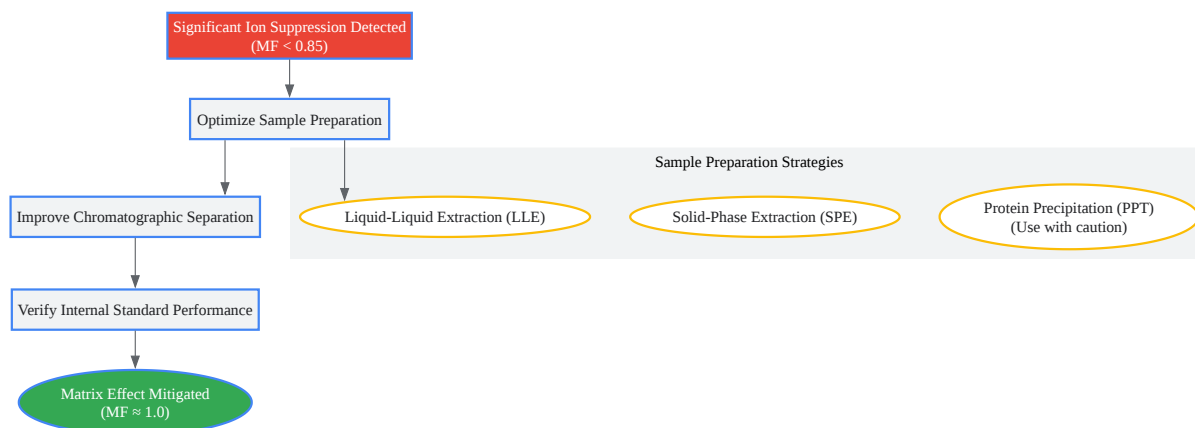 Significant Ion Suppression Detected
(MF < 0.85)
Optimize Sample Preparation
Sample Preparation Strategies
Improve Chromatographic Separation
Liquid-Liquid Extraction (LLE)
Solid-Phase Extraction (SPE)
Protein Precipitation (PPT)
(Use with caution)
Verify Internal Standard Performance
Matrix Effect Mitigated
(MF ≈ 1.0)